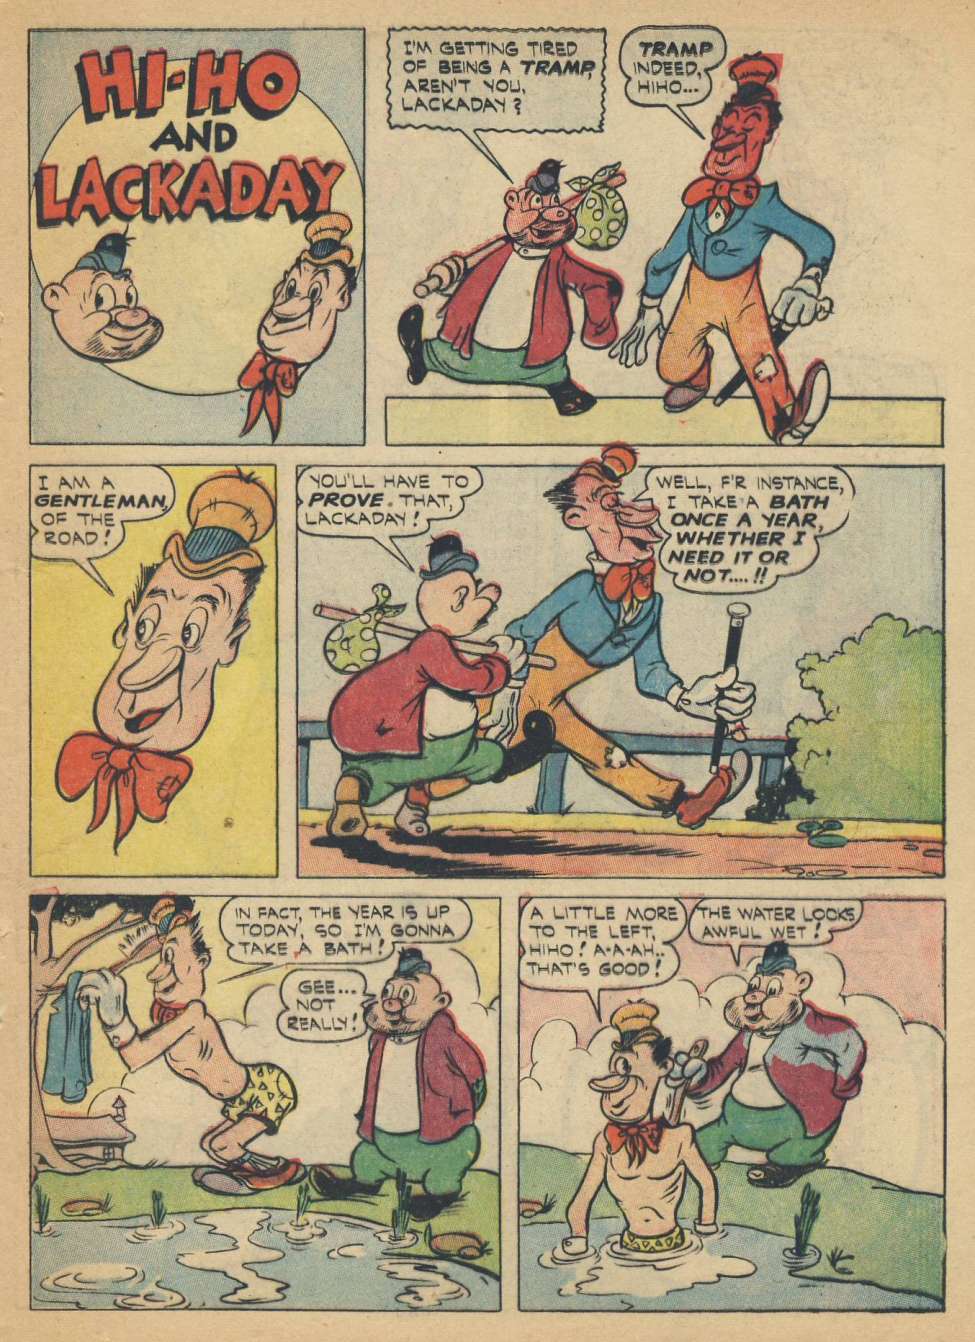 HI-HO
AND
LACKADAY
I'M GETTING TIRED
OF BEING A TRAMP,
AREN'T YOU,
LACKADAY?
TRAMP
INDEED,
HIHO...
I AM A
GENTLEMAN
OF THE
ROAD!
YOU'LL HAVE TO
PROVE THAT,
LACKADAY!
WELL, F'R INSTANCE,
I TAKE A BATH
ONCE A YEAR,
WHETHER I
NEED IT OR
NOT....!!
IN FACT, THE YEAR IS UP
TODAY, SO I'M GONNA
TAKE A BATH!
GEE...
NOT
REALLY!
A LITTLE MORE
TO THE LEFT,
HIHO! A-A-AH..
THAT'S GOOD!
THE WATER LOOKS
AWFUL WET!